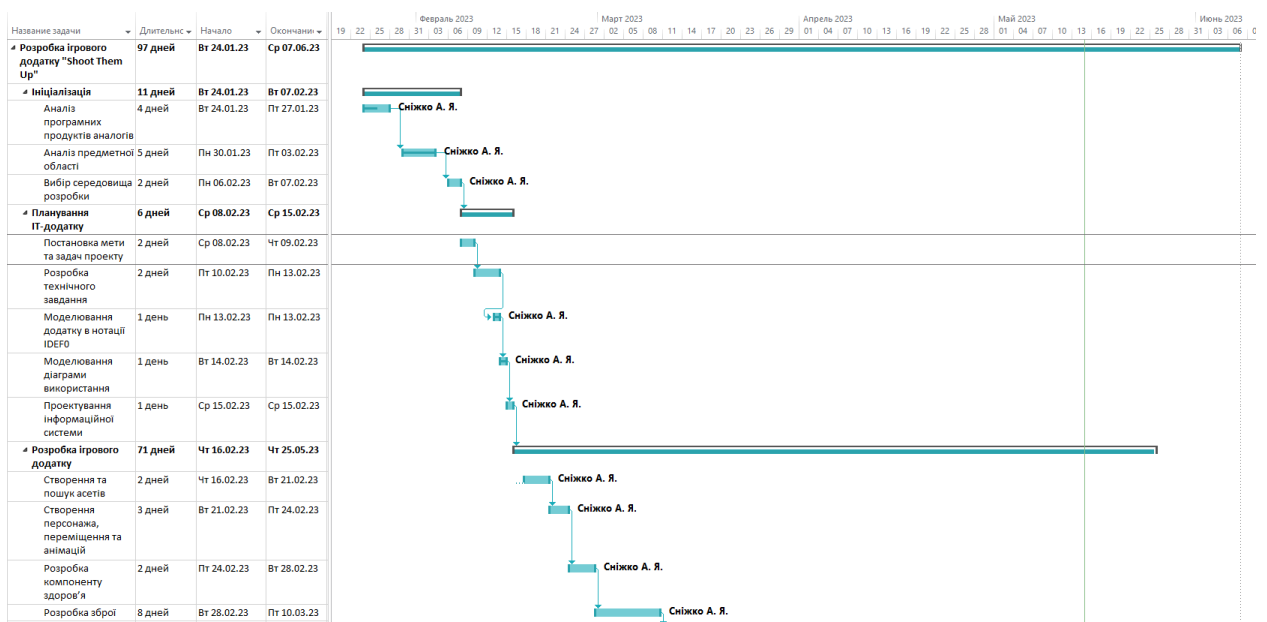 Февраль 2023 Март 2023 Апрель 2023 Май 2023 Июнь 2023
Название задачи Длительнс Начало Окончани 19 22 25 28 31 03 06 09 12 15 18 21 24 27 02 05 08 11 14 17 20 23 26 29 01 04 07 10 13 16 19 22 25 28 01 04 07 10 13 16 19 22 25 28 31 03 06
Розробка ігрового 97 дней Вт 24.01.23 Ср 07.06.23
додатку "Shoot Them
Up"
Ініціалізація 11 дней Вт 24.01.23 Вт 07.02.23
Аналіз 4 дней Вт 24.01.23 Пт 27.01.23 Сніжко А. Я.
програмних
продуктів аналогів
Аналіз предметної 5 дней Пн 30.01.23 Пт 03.02.23 Сніжко А. Я.
області
Вибір середовища 2 дней Пн 06.02.23 Вт 07.02.23 Сніжко А. Я.
розробки
Планування 6 дней Ср 08.02.23 Ср 15.02.23
ІТ-додатку
Постановка мети 2 дней Ср 08.02.23 Чт 09.02.23
та задач проекту
Розробка 2 дней Пт 10.02.23 Пн 13.02.23
технічного
завдання
Моделювання 1 день Пн 13.02.23 Пн 13.02.23 Сніжко А. Я.
додатку в нотації
IDEF0
Моделювання 1 день Вт 14.02.23 Вт 14.02.23 Сніжко А. Я.
діаграми
використання
Проектування 1 день Ср 15.02.23 Ср 15.02.23 Сніжко А. Я.
інформаційної
системи
Розробка ігрового 71 дней Чт 16.02.23 Чт 25.05.23
додатку
Створення та 2 дней Чт 16.02.23 Вт 21.02.23 Сніжко А. Я.
пошук асетів
Створення 3 дней Вт 21.02.23 Пт 24.02.23 Сніжко А. Я.
персонажа,
переміщення та
анімацій
Розробка 2 дней Пт 24.02.23 Вт 28.02.23 Сніжко А. Я.
компоненту
здоров’я
Розробка зброї 8 дней Вт 28.02.23 Пт 10.03.23 Сніжко А. Я.